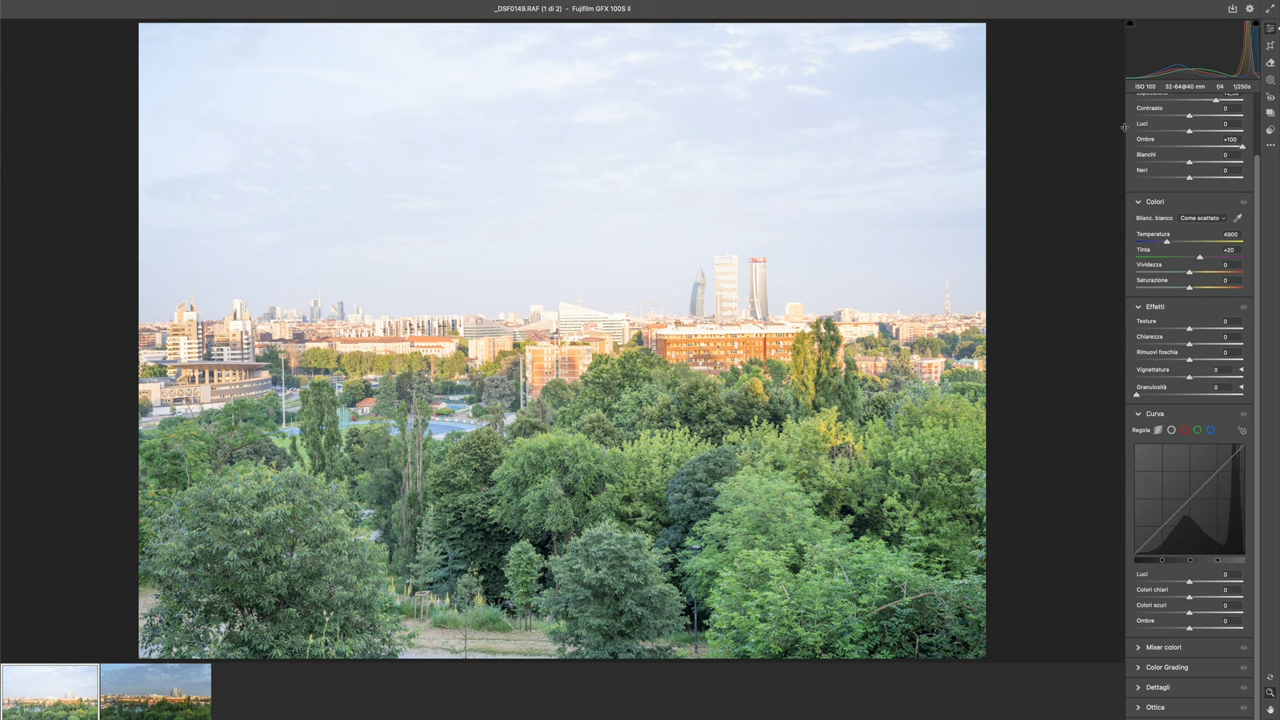 _DSF0149.RAF (1 di 2) - Fujifilm GFX 100S II
ISO 100 32-64@40 mm f/4 1/250s
Contrasto 0
Luci 0
Ombre +100
Bianchi 0
Neri 0
Colori
Bilanc. bianco Come scattato
Temperatura 4900
Tinta +20
Vividezza 0
Saturazione 0
Effetti
Texture 0
Chiarezza 0
Rimuovi foschia 0
Vignettatura 0
Granulosità 0
Curva
Regola
Luci 0
Colori chiari 0
Colori scuri 0
Ombre 0
Mixer colori
Color Grading
Dettagli
Ottica